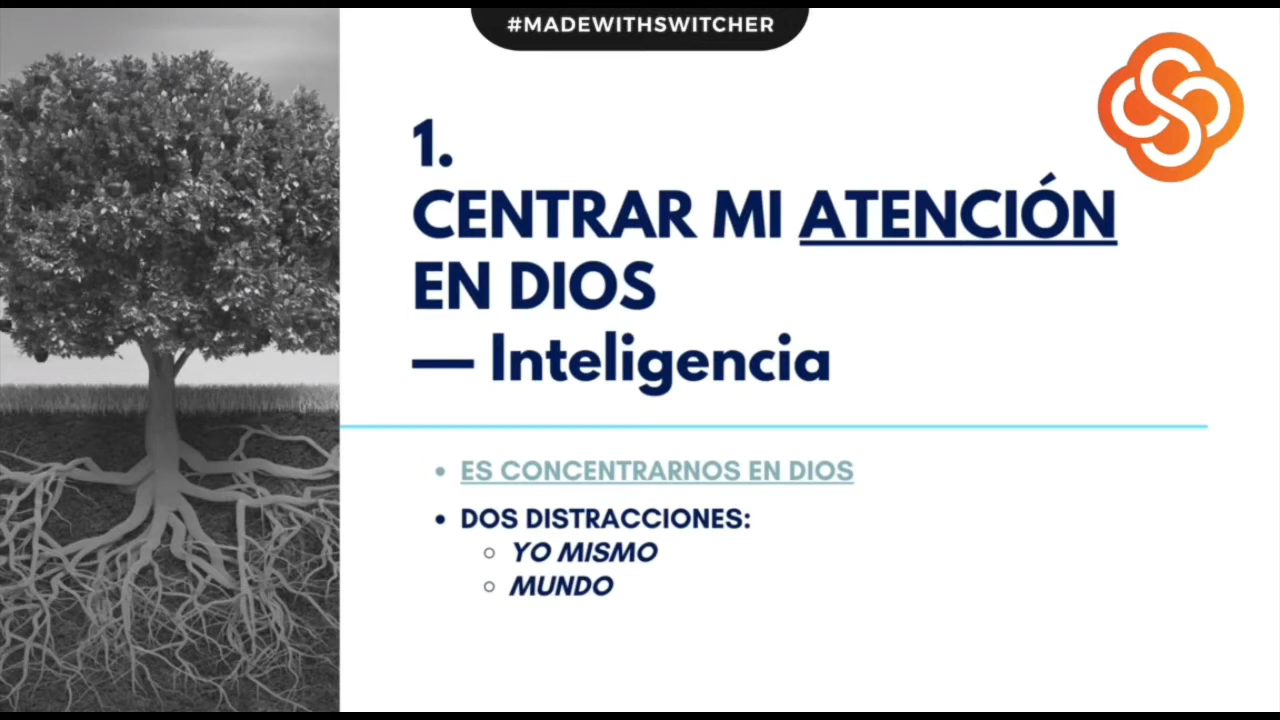 #MADEWITHSWITCHER
1.
CENTRAR MI ATENCIÓN
EN DIOS
— Inteligencia
• ES CONCENTRARNOS EN DIOS
• DOS DISTRACCIONES:
○ YO MISMO
○ MUNDO